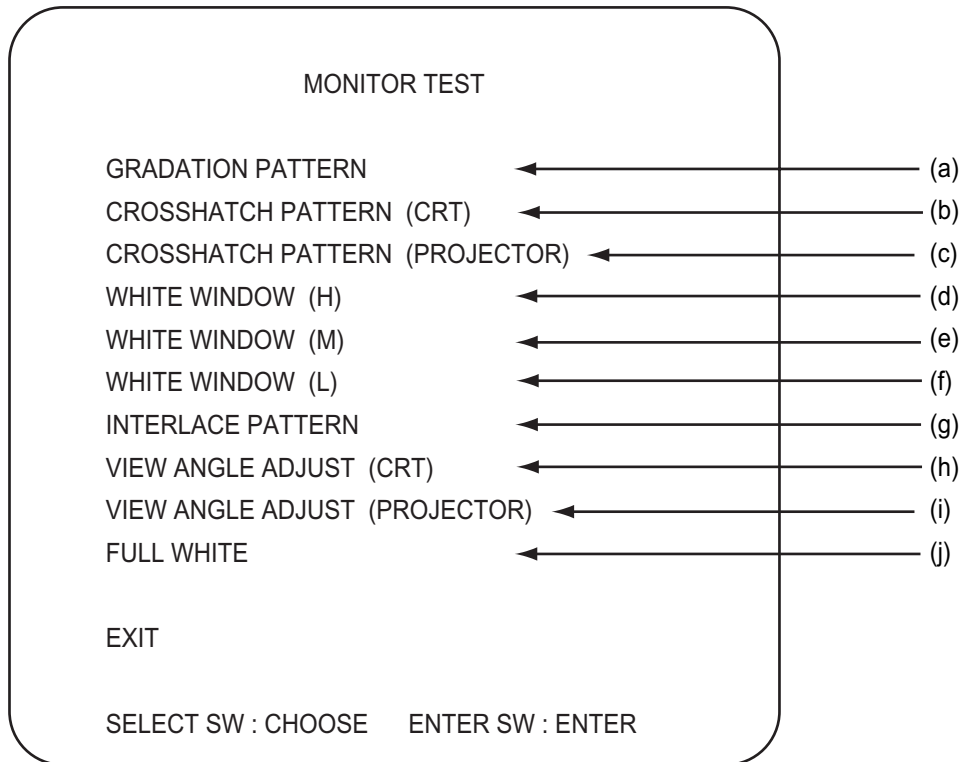 MONITOR TEST
GRADATION PATTERN (a)
CROSSHATCH PATTERN (CRT) (b)
CROSSHATCH PATTERN (PROJECTOR) (c)
WHITE WINDOW (H) (d)
WHITE WINDOW (M) (e)
WHITE WINDOW (L) (f)
INTERLACE PATTERN (g)
VIEW ANGLE ADJUST (CRT) (h)
VIEW ANGLE ADJUST (PROJECTOR) (i)
FULL WHITE (j)
EXIT
SELECT SW : CHOOSE ENTER SW : ENTER